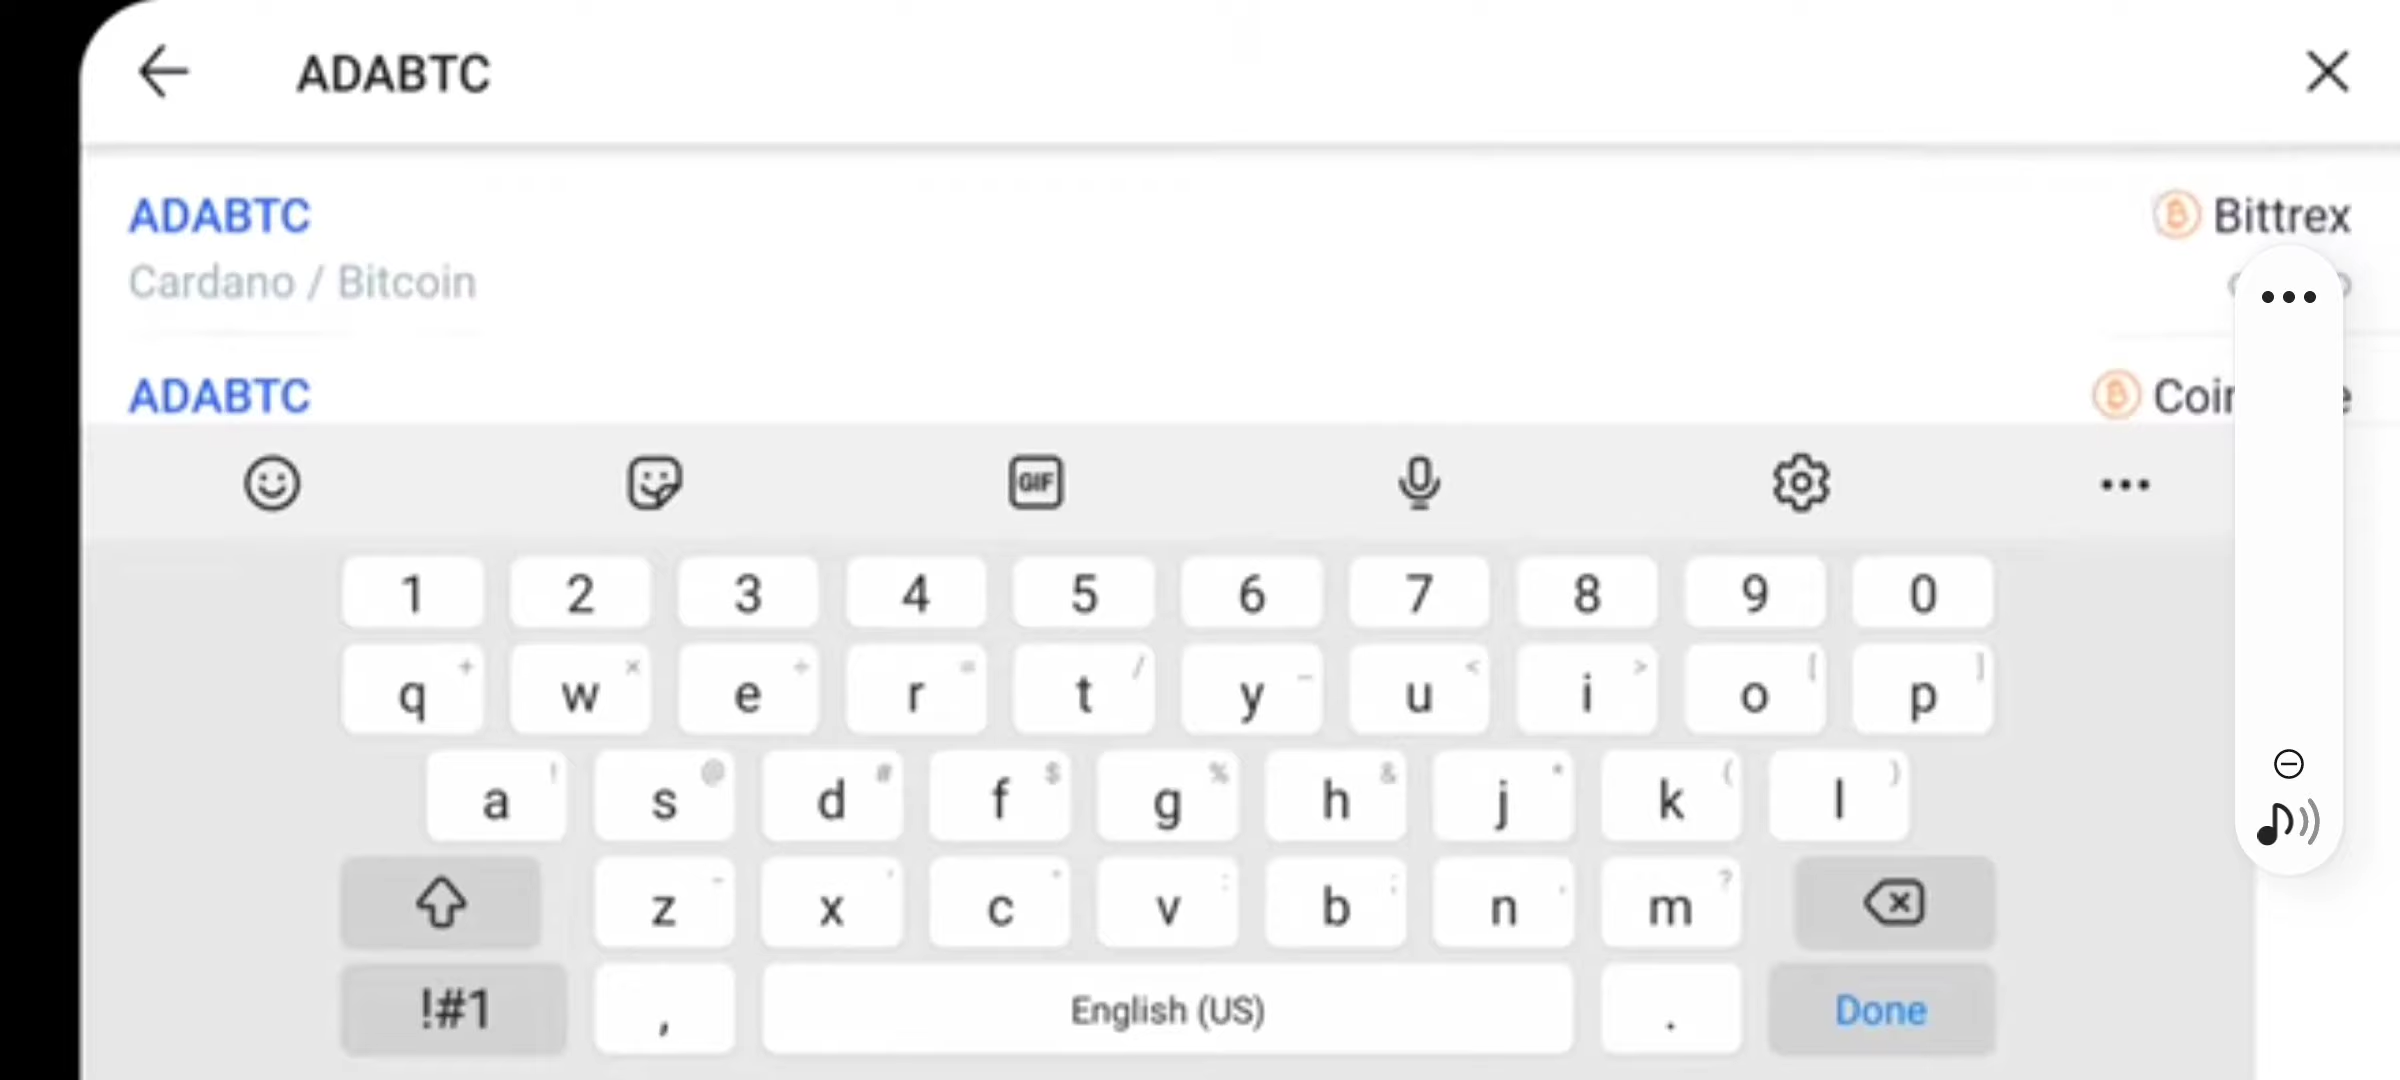 ADABTC
ADABTC
Bittrex
Cardano / Bitcoin
ADABTC
GIF
1 2 3 4 5 6 7 8 9 0
q + w × e ÷ r = t / y _ u < i > o [ p ]
a ! s @ d # f $ g % h & j * k ( l )
z - x ' c " v : b ; n , m ?
!#1 , English (US) . Done